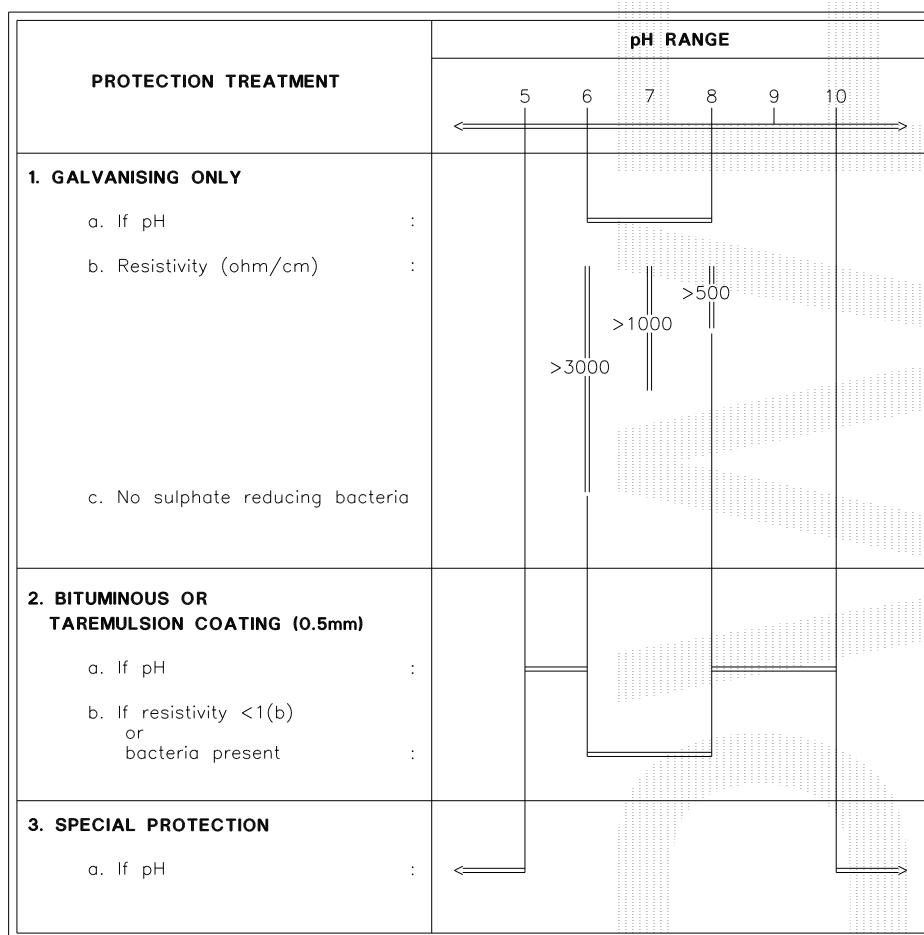 PROTECTION TREATMENT
pH RANGE
5 6 7 8 9 10
1. GALVANISING ONLY
a. If pH :
b. Resistivity (ohm/cm) :
>500
>1000
>3000
c. No sulphate reducing bacteria
2. BITUMINOUS OR
TAREMULSION COATING (0.5mm)
a. If pH :
b. If resistivity <1(b)
or
bacteria present :
3. SPECIAL PROTECTION
a. If pH :